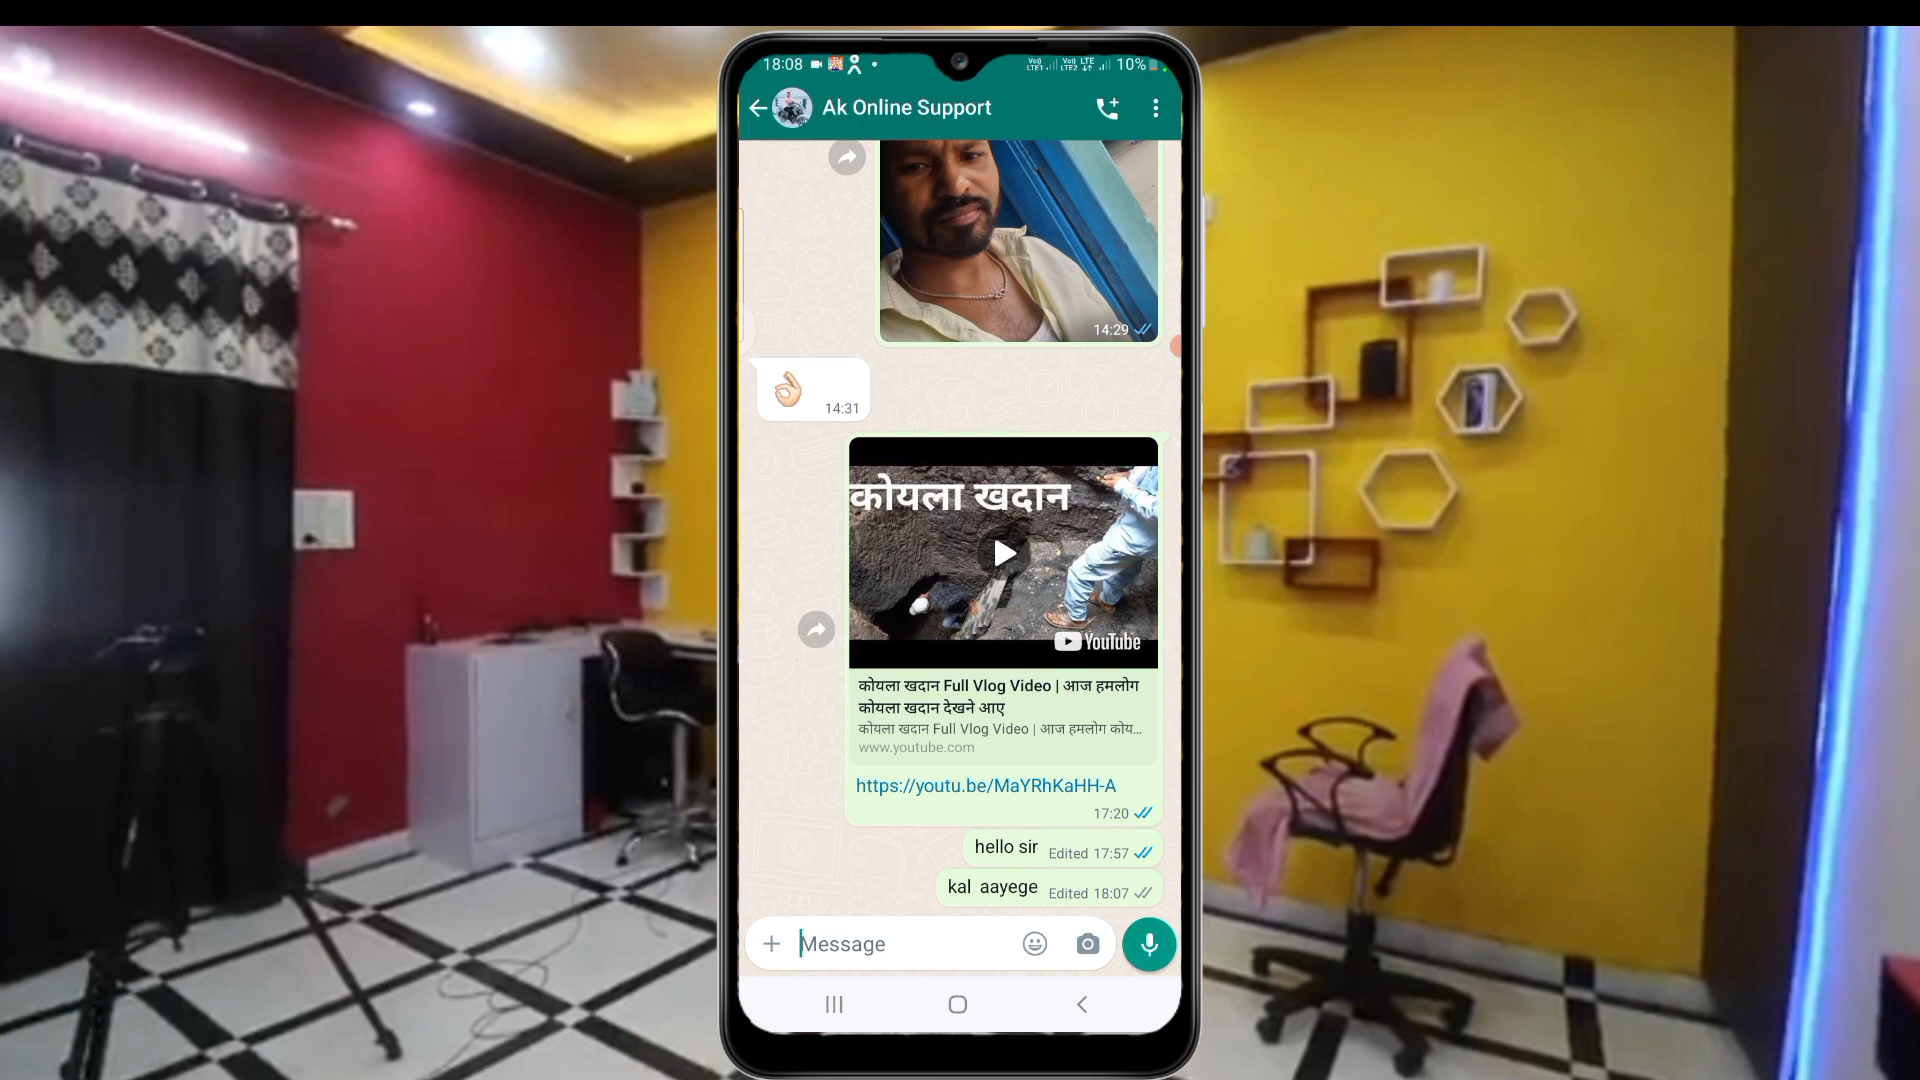 18:08
10%
Ak Online Support
14:29
14:31
कोयला खदान
YouTube
कोयला खदान Full Vlog Video | आज हमलोग
कोयला खदान देखने आए
कोयला खदान Full Vlog Video | आज हमलोग कोय...
www.youtube.com
https://youtu.be/MaYRhKaHH-A
17:20
hello sir Edited 17:57
kal aayege Edited 18:07
Message